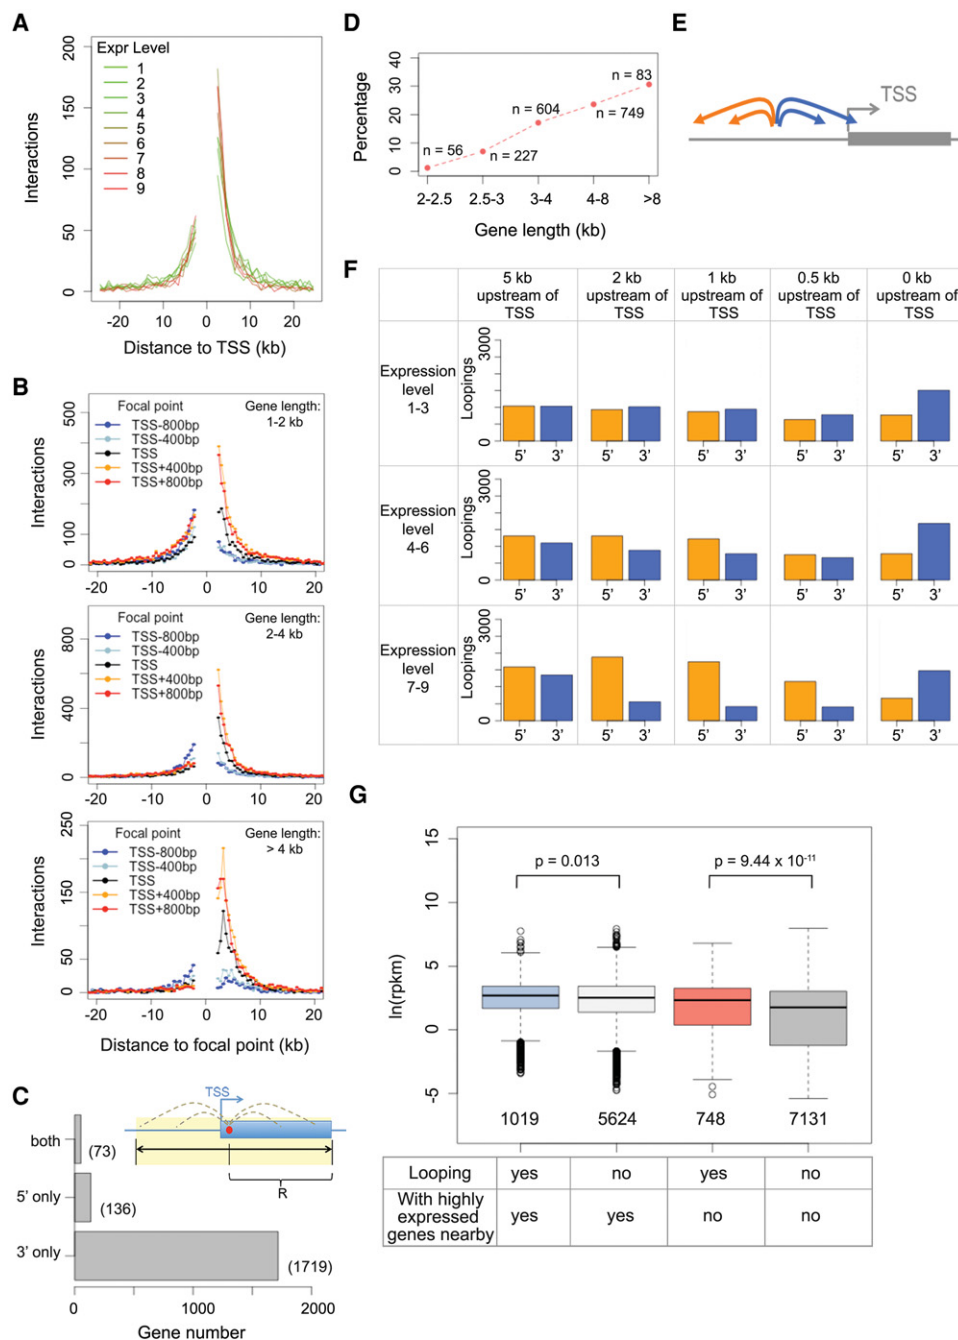 A
Expr Level
1
2
3
4
5
6
7
8
9
Interactions
200
150
100
50
0
-20 -10 0 10 20
Distance to TSS (kb)
B
Focal point
TSS-800bp
TSS-400bp
TSS
TSS+400bp
TSS+800bp
Gene length:
1-2 kb
Interactions
500
300
100
0
-20 -10 0 10 20
Focal point
TSS-800bp
TSS-400bp
TSS
TSS+400bp
TSS+800bp
Gene length:
2-4 kb
Interactions
800
400
0
-20 -10 0 10 20
Focal point
TSS-800bp
TSS-400bp
TSS
TSS+400bp
TSS+800bp
Gene length:
> 4 kb
Interactions
250
150
50
0
-20 -10 0 10 20
Distance to focal point (kb)
C
TSS
R
both
(73)
5' only
(136)
3' only
(1719)
0 1000 2000
Gene number
D
Percentage
40
30
20
10
0
n = 56
n = 227
n = 604
n = 749
n = 83
2-2.5 2.5-3 3-4 4-8 >8
Gene length (kb)
E
TSS
F
5 kb upstream of TSS
2 kb upstream of TSS
1 kb upstream of TSS
0.5 kb upstream of TSS
0 kb upstream of TSS
Expression level 1-3
Loopings
3000
0
5' 3' 5' 3' 5' 3' 5' 3' 5' 3'
Expression level 4-6
Loopings
3000
0
5' 3' 5' 3' 5' 3' 5' 3' 5' 3'
Expression level 7-9
Loopings
3000
0
5' 3' 5' 3' 5' 3' 5' 3' 5' 3'
G
ln(rpkm)
15
10
5
0
-5
p = 0.013
p = 9.44 x 10⁻¹¹
1019 5624 748 7131
Looping yes no yes no
With highly expressed genes nearby yes yes no no